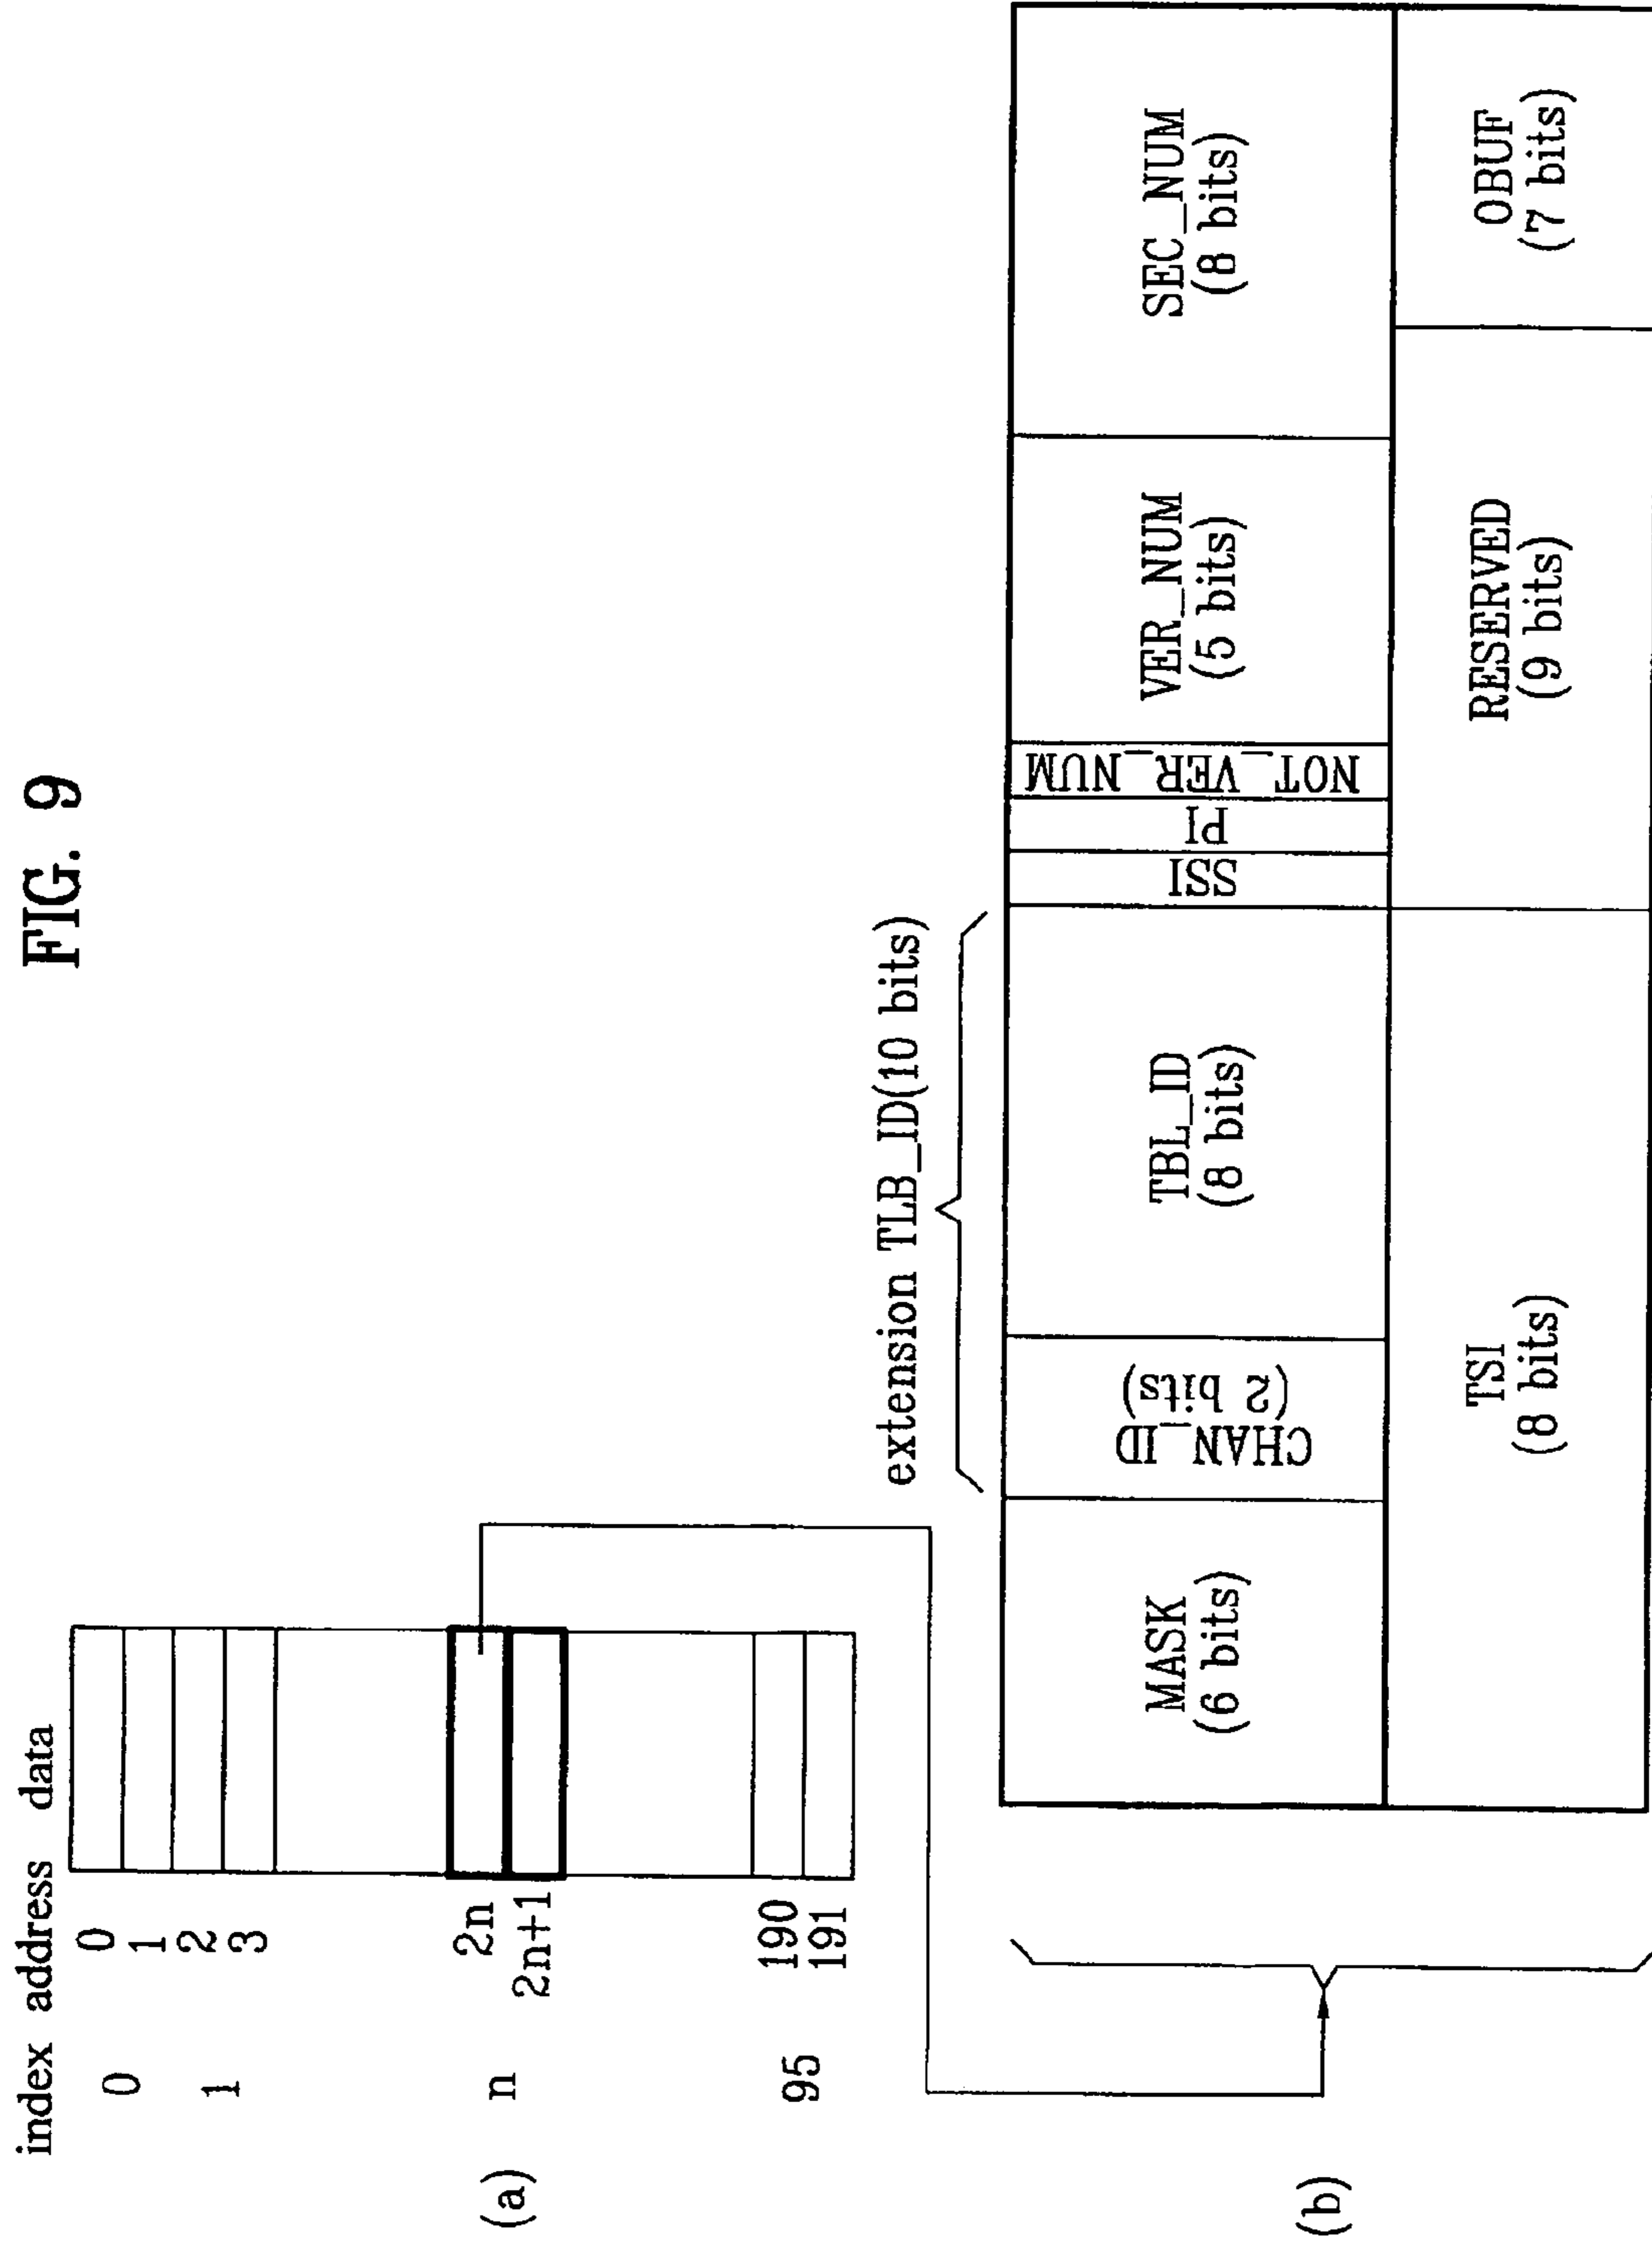 FIG. 9
index address data
0
0
1
1
2
3
(a)
n
2n
2n+1
95
190
191
extension TLB_ID(10 bits)
(b)
MASK
(6 bits)
CHAN_ID
(2 bits)
TBL_ID
(8 bits)
SSI
PI
NOT_VER_NUM
VER_NUM
(5 bits)
SEC_NUM
(8 bits)
TSI
(8 bits)
RESERVED
(9 bits)
OBUF
(7 bits)